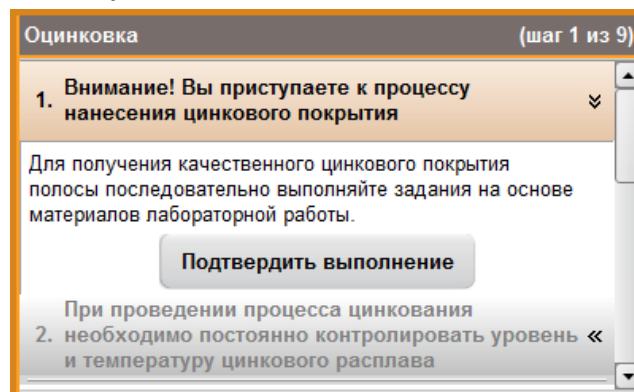 Оцинковка (шаг 1 из 9)
1. Внимание! Вы приступаете к процессу
нанесения цинкового покрытия
Для получения качественного цинкового покрытия
полосы последовательно выполняйте задания на основе
материалов лабораторной работы.
Подтвердить выполнение
При проведении процесса цинкования
2. необходимо постоянно контролировать уровень
и температуру цинкового расплава